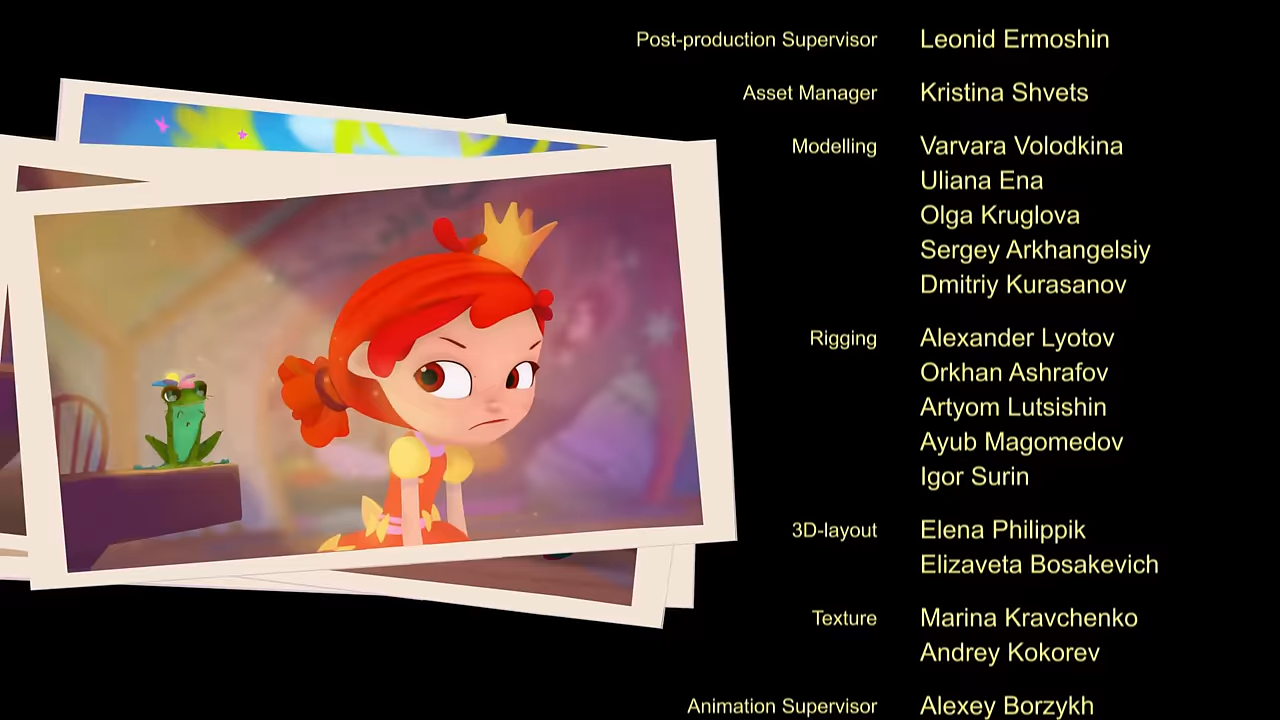 Post-production Supervisor Leonid Ermoshin
Asset Manager Kristina Shvets
Modelling Varvara Volodkina
Uliana Ena
Olga Kruglova
Sergey Arkhangelsiy
Dmitriy Kurasanov
Rigging Alexander Lyotov
Orkhan Ashrafov
Artyom Lutsishin
Ayub Magomedov
Igor Surin
3D-layout Elena Philippik
Elizaveta Bosakevich
Texture Marina Kravchenko
Andrey Kokorev
Animation Supervisor Alexey Borzykh